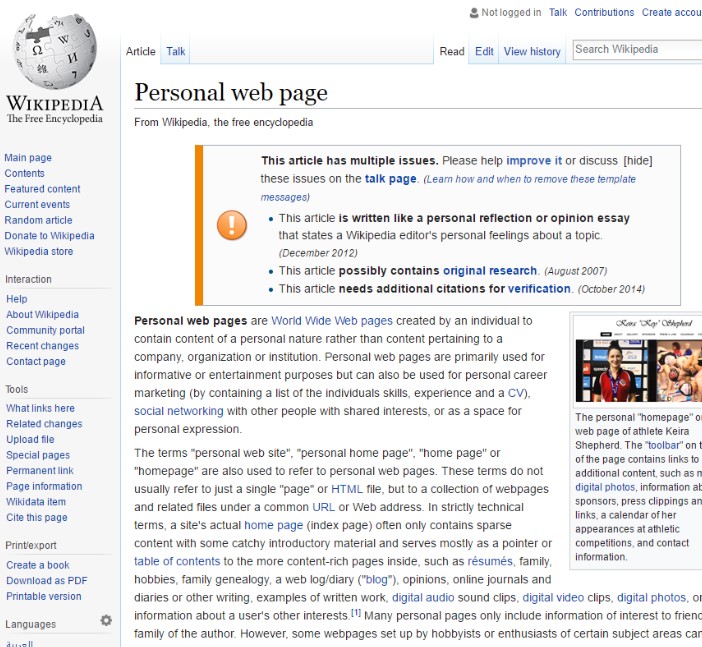 Not logged in Talk Contributions Create accou
Article Talk Read Edit View history Search Wikipedia
WIKIPEDIA
The Free Encyclopedia
Main page
Contents
Featured content
Current events
Random article
Donate to Wikipedia
Wikipedia store
Interaction
Help
About Wikipedia
Community portal
Recent changes
Contact page
Tools
What links here
Related changes
Upload file
Special pages
Permanent link
Page information
Wikidata item
Cite this page
Print/export
Create a book
Download as PDF
Printable version
Languages
العربية
Personal web page
From Wikipedia, the free encyclopedia
This article has multiple issues. Please help improve it or discuss [hide]
these issues on the talk page. (Learn how and when to remove these template
messages)
• This article is written like a personal reflection or opinion essay
that states a Wikipedia editor's personal feelings about a topic.
(December 2012)
• This article possibly contains original research. (August 2007)
• This article needs additional citations for verification. (October 2014)
Personal web pages are World Wide Web pages created by an individual to
contain content of a personal nature rather than content pertaining to a
company, organization or institution. Personal web pages are primarily used for
informative or entertainment purposes but can also be used for personal career
marketing (by containing a list of the individuals skills, experience and a CV),
social networking with other people with shared interests, or as a space for
personal expression.
The terms "personal web site", "personal home page", "home page" or
"homepage" are also used to refer to personal web pages. These terms do not
usually refer to just a single "page" or HTML file, but to a collection of webpages
and related files under a common URL or Web address. In strictly technical
terms, a site's actual home page (index page) often only contains sparse
content with some catchy introductory material and serves mostly as a pointer or
table of contents to the more content-rich pages inside, such as résumés, family,
hobbies, family genealogy, a web log/diary ("blog"), opinions, online journals and
diaries or other writing, examples of written work, digital audio sound clips, digital video clips, digital photos, or
information about a user's other interests.[1] Many personal pages only include information of interest to frienc
family of the author. However, some webpages set up by hobbyists or enthusiasts of certain subject areas can
Keira "Key" Shepherd
The personal "homepage" o
web page of athlete Keira
Shepherd. The "toolbar" on t
of the page contains links to
additional content, such as m
digital photos, information ab
sponsors, press clippings an
links, a calendar of her
appearances at athletic
competitions, and contact
information.